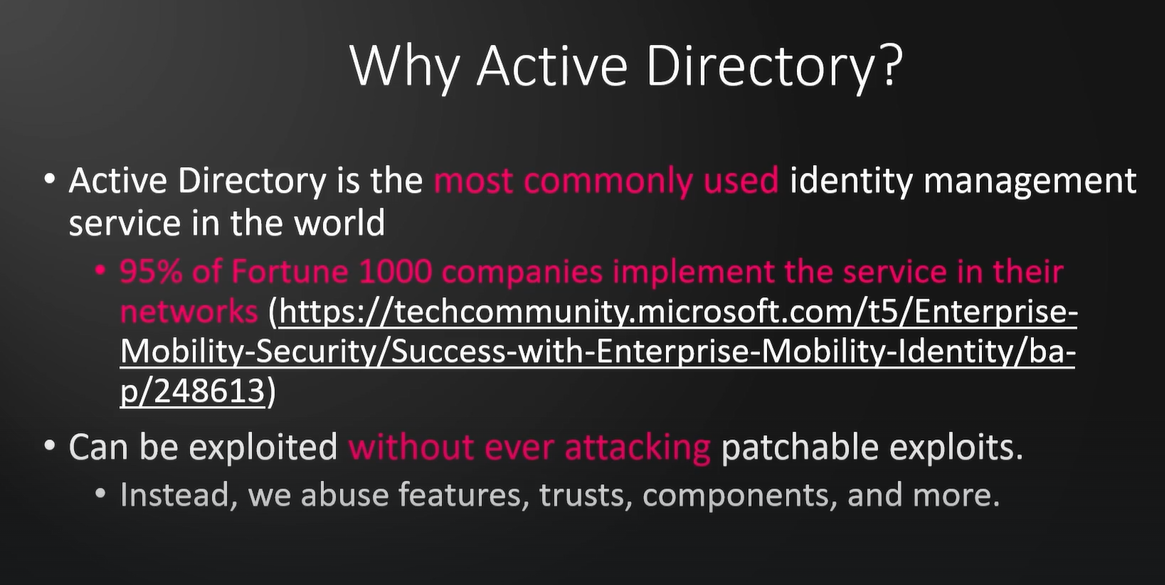 Why Active Directory?
• Active Directory is the most commonly used identity management
service in the world
• 95% of Fortune 1000 companies implement the service in their
networks (https://techcommunity.microsoft.com/t5/Enterprise-
Mobility-Security/Success-with-Enterprise-Mobility-Identity/ba-
p/248613)
• Can be exploited without ever attacking patchable exploits.
• Instead, we abuse features, trusts, components, and more.